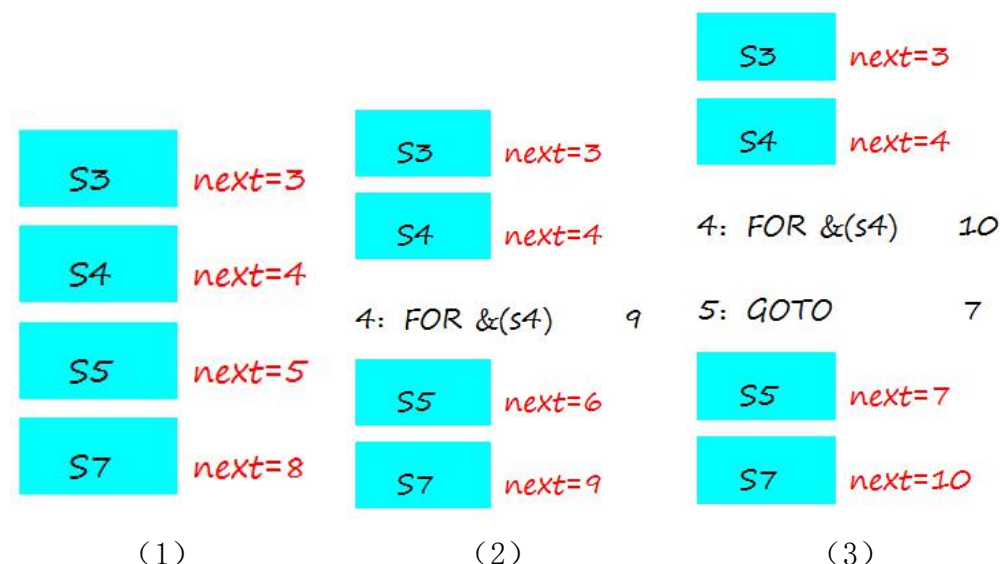 S3 next=3
S4 next=4
S5 next=5
S7 next=8
(1)
S3 next=3
S4 next=4
4: FOR &(s4) 9
S5 next=6
S7 next=9
(2)
S3 next=3
S4 next=4
4: FOR &(s4) 10
5: GOTO 7
S5 next=7
S7 next=10
(3)